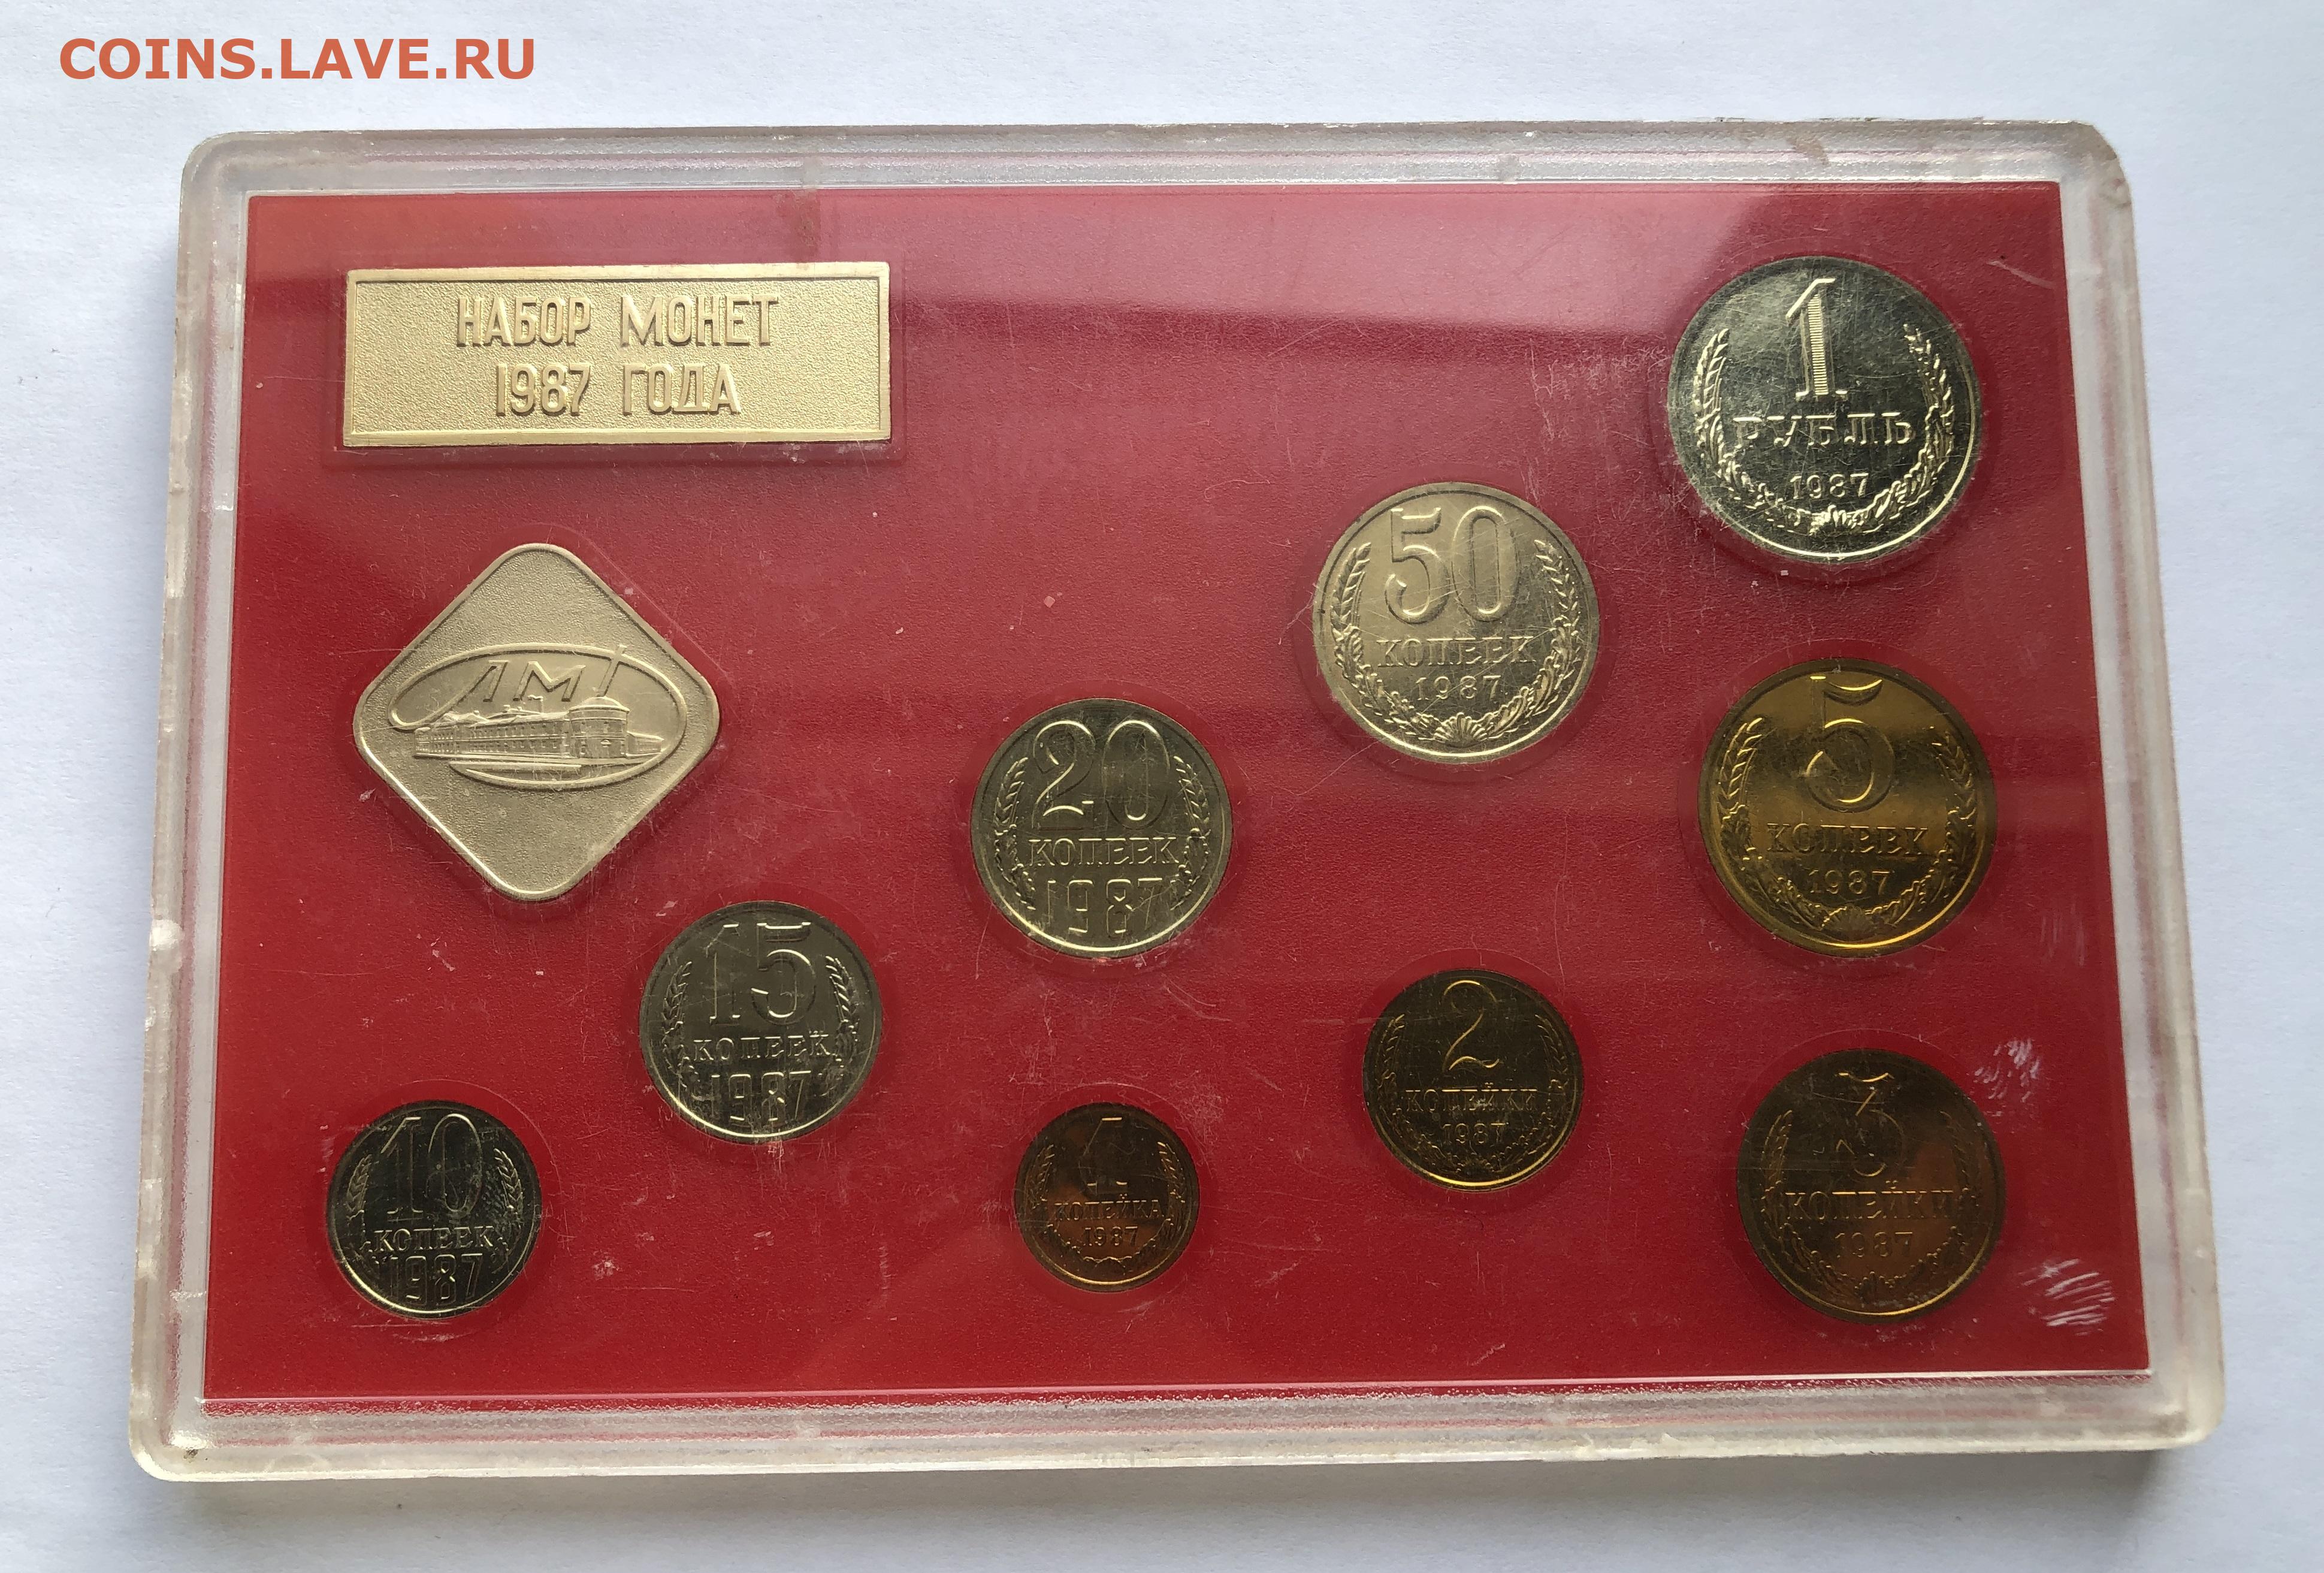 COINS.LAVE.RU
НАБОР МОНЕТ
1987 ГОДА
1
РУБЛЬ
1987
50
КОПЕЕК
1987
ЛМД
20
КОПЕЕК
1987
5
КОПЕЕК
1987
15
КОПЕЕК
1987
2
КОПЕЙКИ
1987
3
КОПЕЙКИ
1987
10
КОПЕЕК
1987
1
КОПЕЙКА
1987